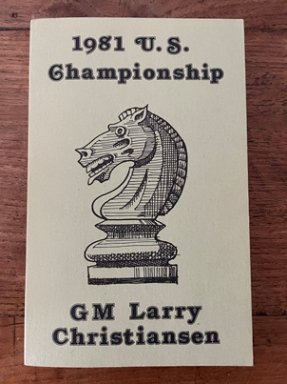 1981 U.S.
Championship
GM Larry
Christiansen